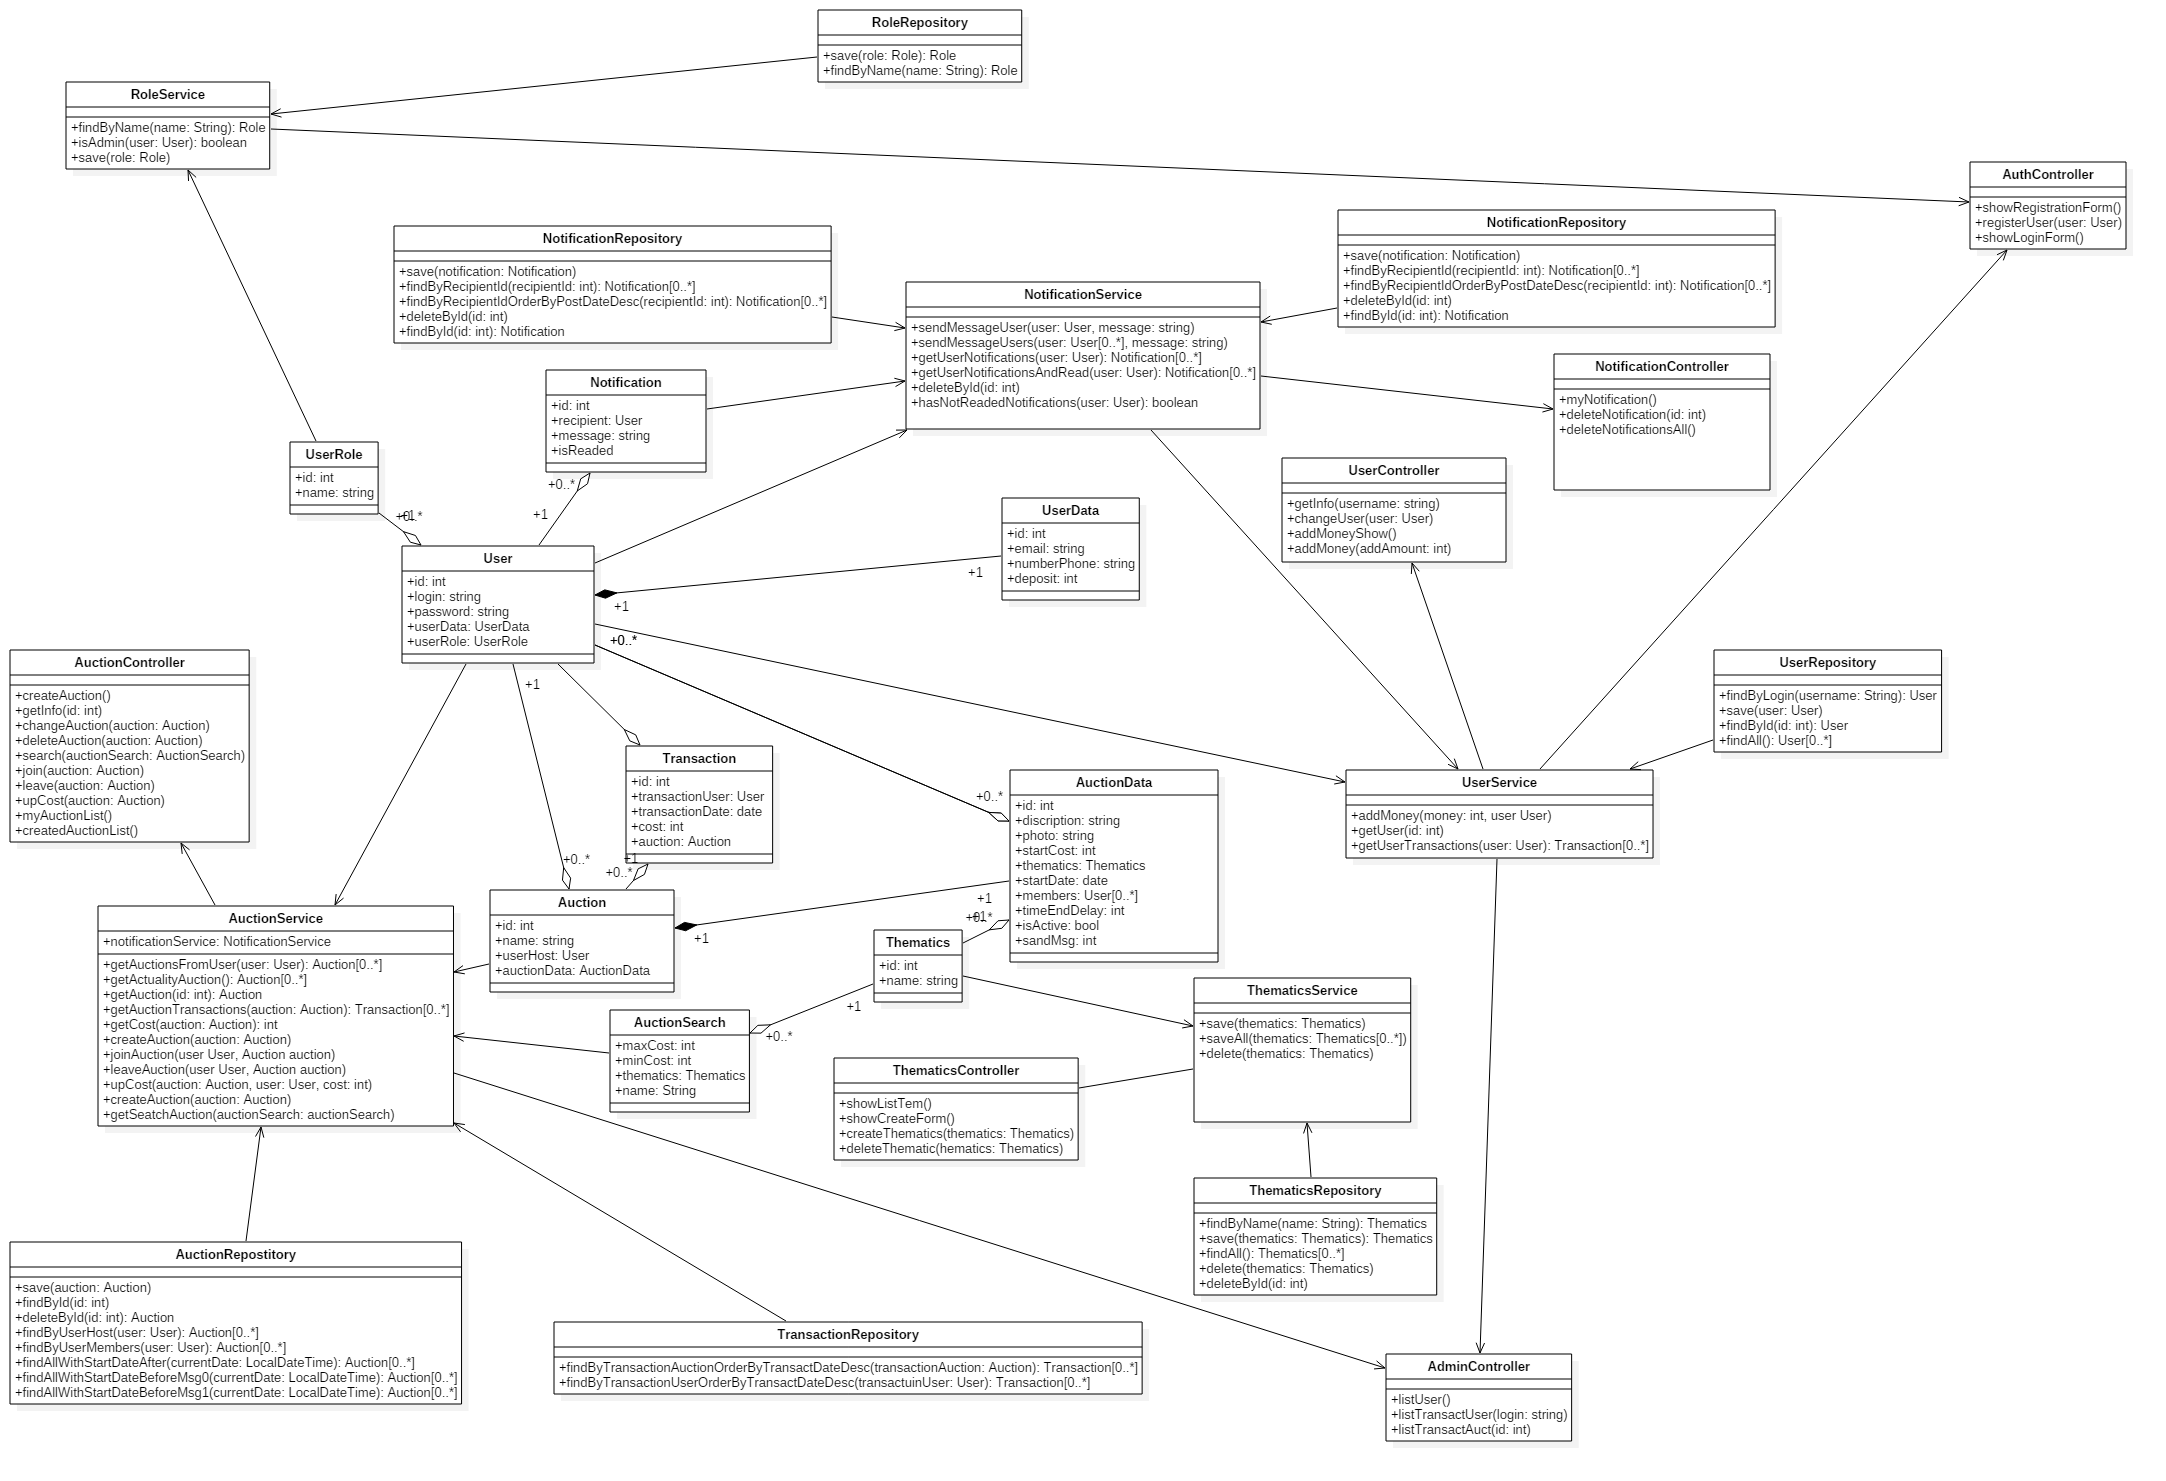 RoleRepository
+save(role: Role): Role
+findByName(name: String): Role
RoleService
+findByName(name: String): Role
+isAdmin(user: User): boolean
+save(role: Role)
AuthController
+showRegistrationForm()
+registerUser(user: User)
+showLoginForm()
NotificationRepository
+save(notification: Notification)
+findByRecipientId(recipientId: int): Notification[0..*]
+findByRecipientIdOrderByPostDateDesc(recipientId: int): Notification[0..*]
+deleteById(id: int)
+findById(id: int): Notification
NotificationService
+sendMessageUser(user: User, message: string)
+sendMessageUsers(user: User[0..*], message: string)
+getUserNotifications(user: User): Notification[0..*]
+getUserNotificationsAndRead(user: User): Notification[0..*]
+deleteById(id: int)
+hasNotReadedNotifications(user: User): boolean
NotificationRepository
+save(notification: Notification)
+findByRecipientId(recipientId: int): Notification[0..*]
+findByRecipientIdOrderByPostDateDesc(recipientId: int): Notification[0..*]
+deleteById(id: int)
+findById(id: int): Notification
NotificationController
+myNotification()
+deleteNotification(id: int)
+deleteNotificationsAll()
Notification
+id: int
+recipient: User
+message: string
+isReaded
+0..*
+1
UserRole
+id: int
+name: string
+0..*
+1
User
+id: int
+login: string
+password: string
+userData: UserData
+userRole: UserRole
UserData
+id: int
+email: string
+numberPhone: string
+deposit: int
+1
+1
+0..*
UserController
+getInfo(username: string)
+changeUser(user: User)
+addMoneyShow()
+addMoney(addAmount: int)
UserRepository
+findByLogin(username: String): User
+save(user: User)
+findById(id: int): User
+findAll(): User[0..*]
AuctionController
+createAuction()
+getInfo(id: int)
+changeAuction(auction: Auction)
+deleteAuction(auction: Auction)
+search(auctionSearch: AuctionSearch)
+join(auction: Auction)
+leave(auction: Auction)
+upCost(auction: Auction)
+myAuctionList()
+createdAuctionList()
+1
Transaction
+id: int
+transactionUser: User
+transactionDate: date
+cost: int
+auction: Auction
+0..*
+1
+0..*
+0..*
AuctionData
+id: int
+discription: string
+photo: string
+startCost: int
+thematics: Thematics
+startDate: date
+members: User[0..*]
+timeEndDelay: int
+isActive: bool
+sandMsg: int
UserService
+addMoney(money: int, user User)
+getUser(id: int)
+getUserTransactions(user: User): Transaction[0..*]
Auction
+id: int
+name: string
+userHost: User
+auctionData: AuctionData
+1
+1
+0..*
+1
Thematics
+id: int
+name: string
+1
+0..*
AuctionService
+notificationService: NotificationService
+getAuctionsFromUser(user: User): Auction[0..*]
+getActualityAuction(): Auction[0..*]
+getAuction(id: int): Auction
+getAuctionTransactions(auction: Auction): Transaction[0..*]
+getCost(auction: Auction): int
+createAuction(auction: Auction)
+joinAuction(user User, Auction auction)
+leaveAuction(user User, Auction auction)
+upCost(auction: Auction, user: User, cost: int)
+createAuction(auction: Auction)
+getSeatchAuction(auctionSearch: auctionSearch)
AuctionSearch
+maxCost: int
+minCost: int
+thematics: Thematics
+name: String
ThematicsService
+save(thematics: Thematics)
+saveAll(thematics: Thematics[0..*])
+delete(thematics: Thematics)
ThematicsController
+showListTem()
+showCreateForm()
+createThematics(thematics: Thematics)
+deleteThematic(hematics: Thematics)
ThematicsRepository
+findByName(name: String): Thematics
+save(thematics: Thematics): Thematics
+findAll(): Thematics[0..*]
+delete(thematics: Thematics)
+deleteById(id: int)
AuctionRepostitory
+save(auction: Auction)
+findById(id: int)
+deleteById(id: int): Auction
+findByUserHost(user: User): Auction[0..*]
+findByUserMembers(user: User): Auction[0..*]
+findAllWithStartDateAfter(currentDate: LocalDateTime): Auction[0..*]
+findAllWithStartDateBeforeMsg0(currentDate: LocalDateTime): Auction[0..*]
+findAllWithStartDateBeforeMsg1(currentDate: LocalDateTime): Auction[0..*]
TransactionRepository
+findByTransactionAuctionOrderByTransactDateDesc(transactionAuction: Auction): Transaction[0..*]
+findByTransactionUserOrderByTransactDateDesc(transactuinUser: User): Transaction[0..*]
AdminController
+listUser()
+listTransactUser(login: string)
+listTransactAuct(id: int)